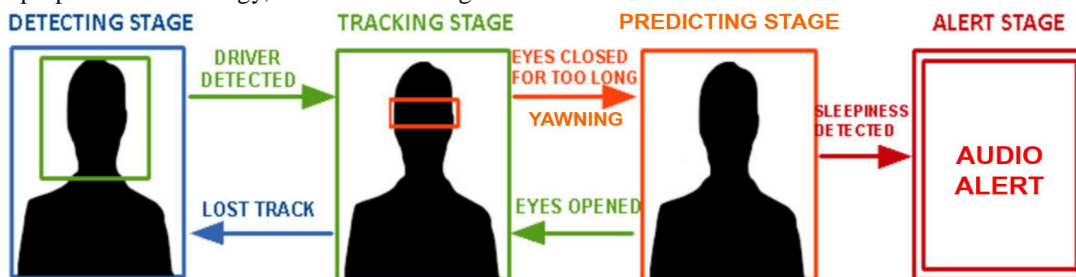 DETECTING STAGE
TRACKING STAGE
PREDICTING STAGE
ALERT STAGE
DRIVER
DETECTED
EYES CLOSED
FOR TOO LONG
YAWNING
SLEEPINESS
DETECTED
AUDIO
ALERT
LOST TRACK
EYES OPENED